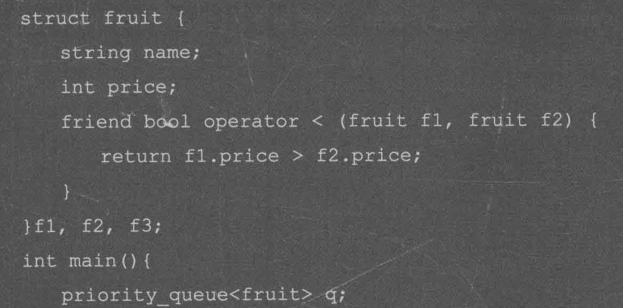 struct fruit {
    string name;
    int price;
    friend bool operator < (fruit f1, fruit f2) {
        return f1.price > f2.price;
    }
}f1, f2, f3;
int main(){
    priority_queue<fruit> q;